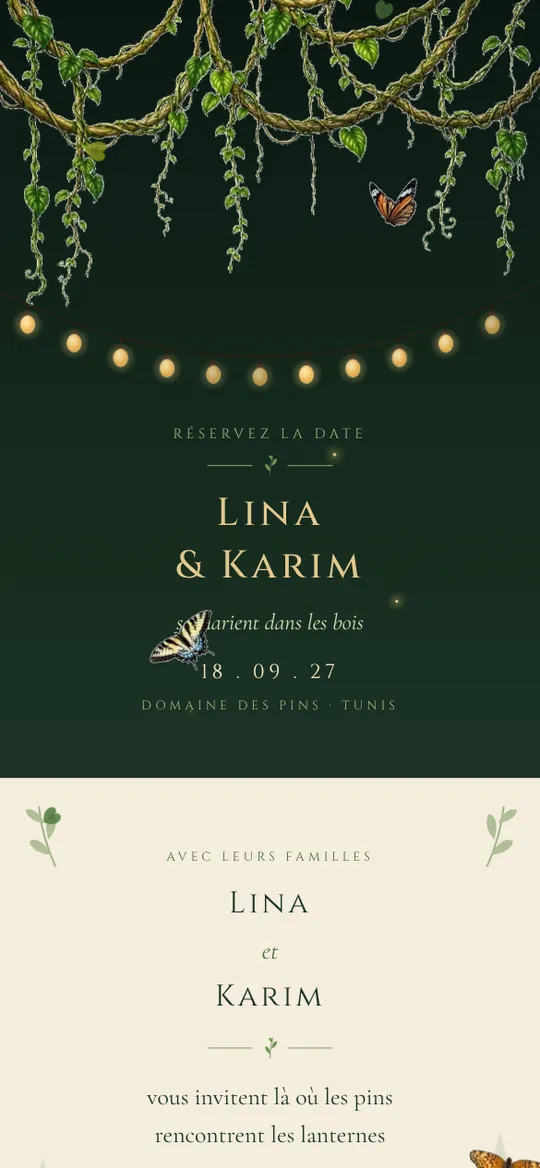 RÉSERVEZ LA DATE
LINA
& KARIM
dans les bois
18 . 09 . 27
DOMAINE DES PINS · TUNIS
AVEC LEURS FAMILLES
LINA
et
KARIM
vous invitent là où les pins
rencontrent les lanternes